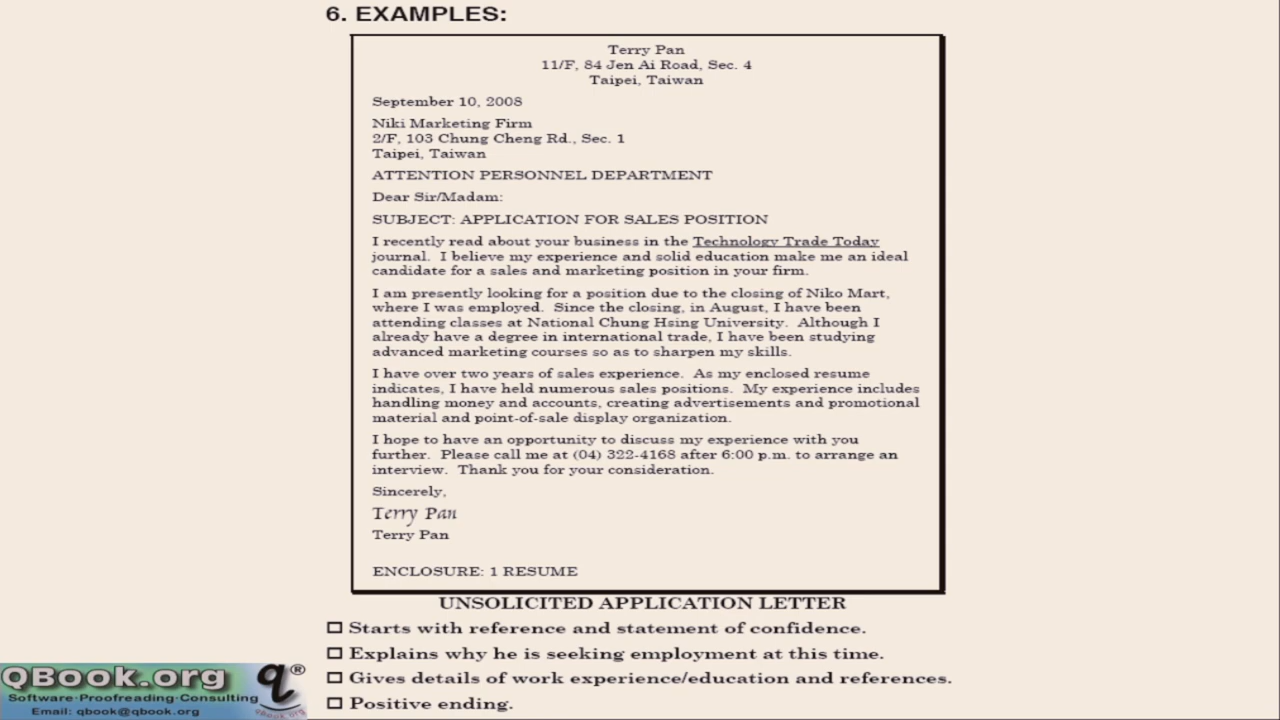 6. EXAMPLES:
Terry Pan
11/F, 84 Jen Ai Road, Sec. 4
Taipei, Taiwan
September 10, 2008
Niki Marketing Firm
2/F, 103 Chung Cheng Rd., Sec. 1
Taipei, Taiwan
ATTENTION PERSONNEL DEPARTMENT
Dear Sir/Madam:
SUBJECT: APPLICATION FOR SALES POSITION
I recently read about your business in the Technology Trade Today
journal. I believe my experience and solid education make me an ideal
candidate for a sales and marketing position in your firm.
I am presently looking for a position due to the closing of Niko Mart,
where I was employed. Since the closing, in August, I have been
attending classes at National Chung Hsing University. Although I
already have a degree in international trade, I have been studying
advanced marketing courses so as to sharpen my skills.
I have over two years of sales experience. As my enclosed resume
indicates, I have held numerous sales positions. My experience includes
handling money and accounts, creating advertisements and promotional
material and point-of-sale display organization.
I hope to have an opportunity to discuss my experience with you
further. Please call me at (04) 322-4168 after 6:00 p.m. to arrange an
interview. Thank you for your consideration.
Sincerely,
Terry Pan
Terry Pan
ENCLOSURE: 1 RESUME
UNSOLICITED APPLICATION LETTER
☐ Starts with reference and statement of confidence.
☐ Explains why he is seeking employment at this time.
☐ Gives details of work experience/education and references.
☐ Positive ending.
QBook.org q®
Software·Proofreading·Consulting
Email: qbook@qbook.org
qbook.org